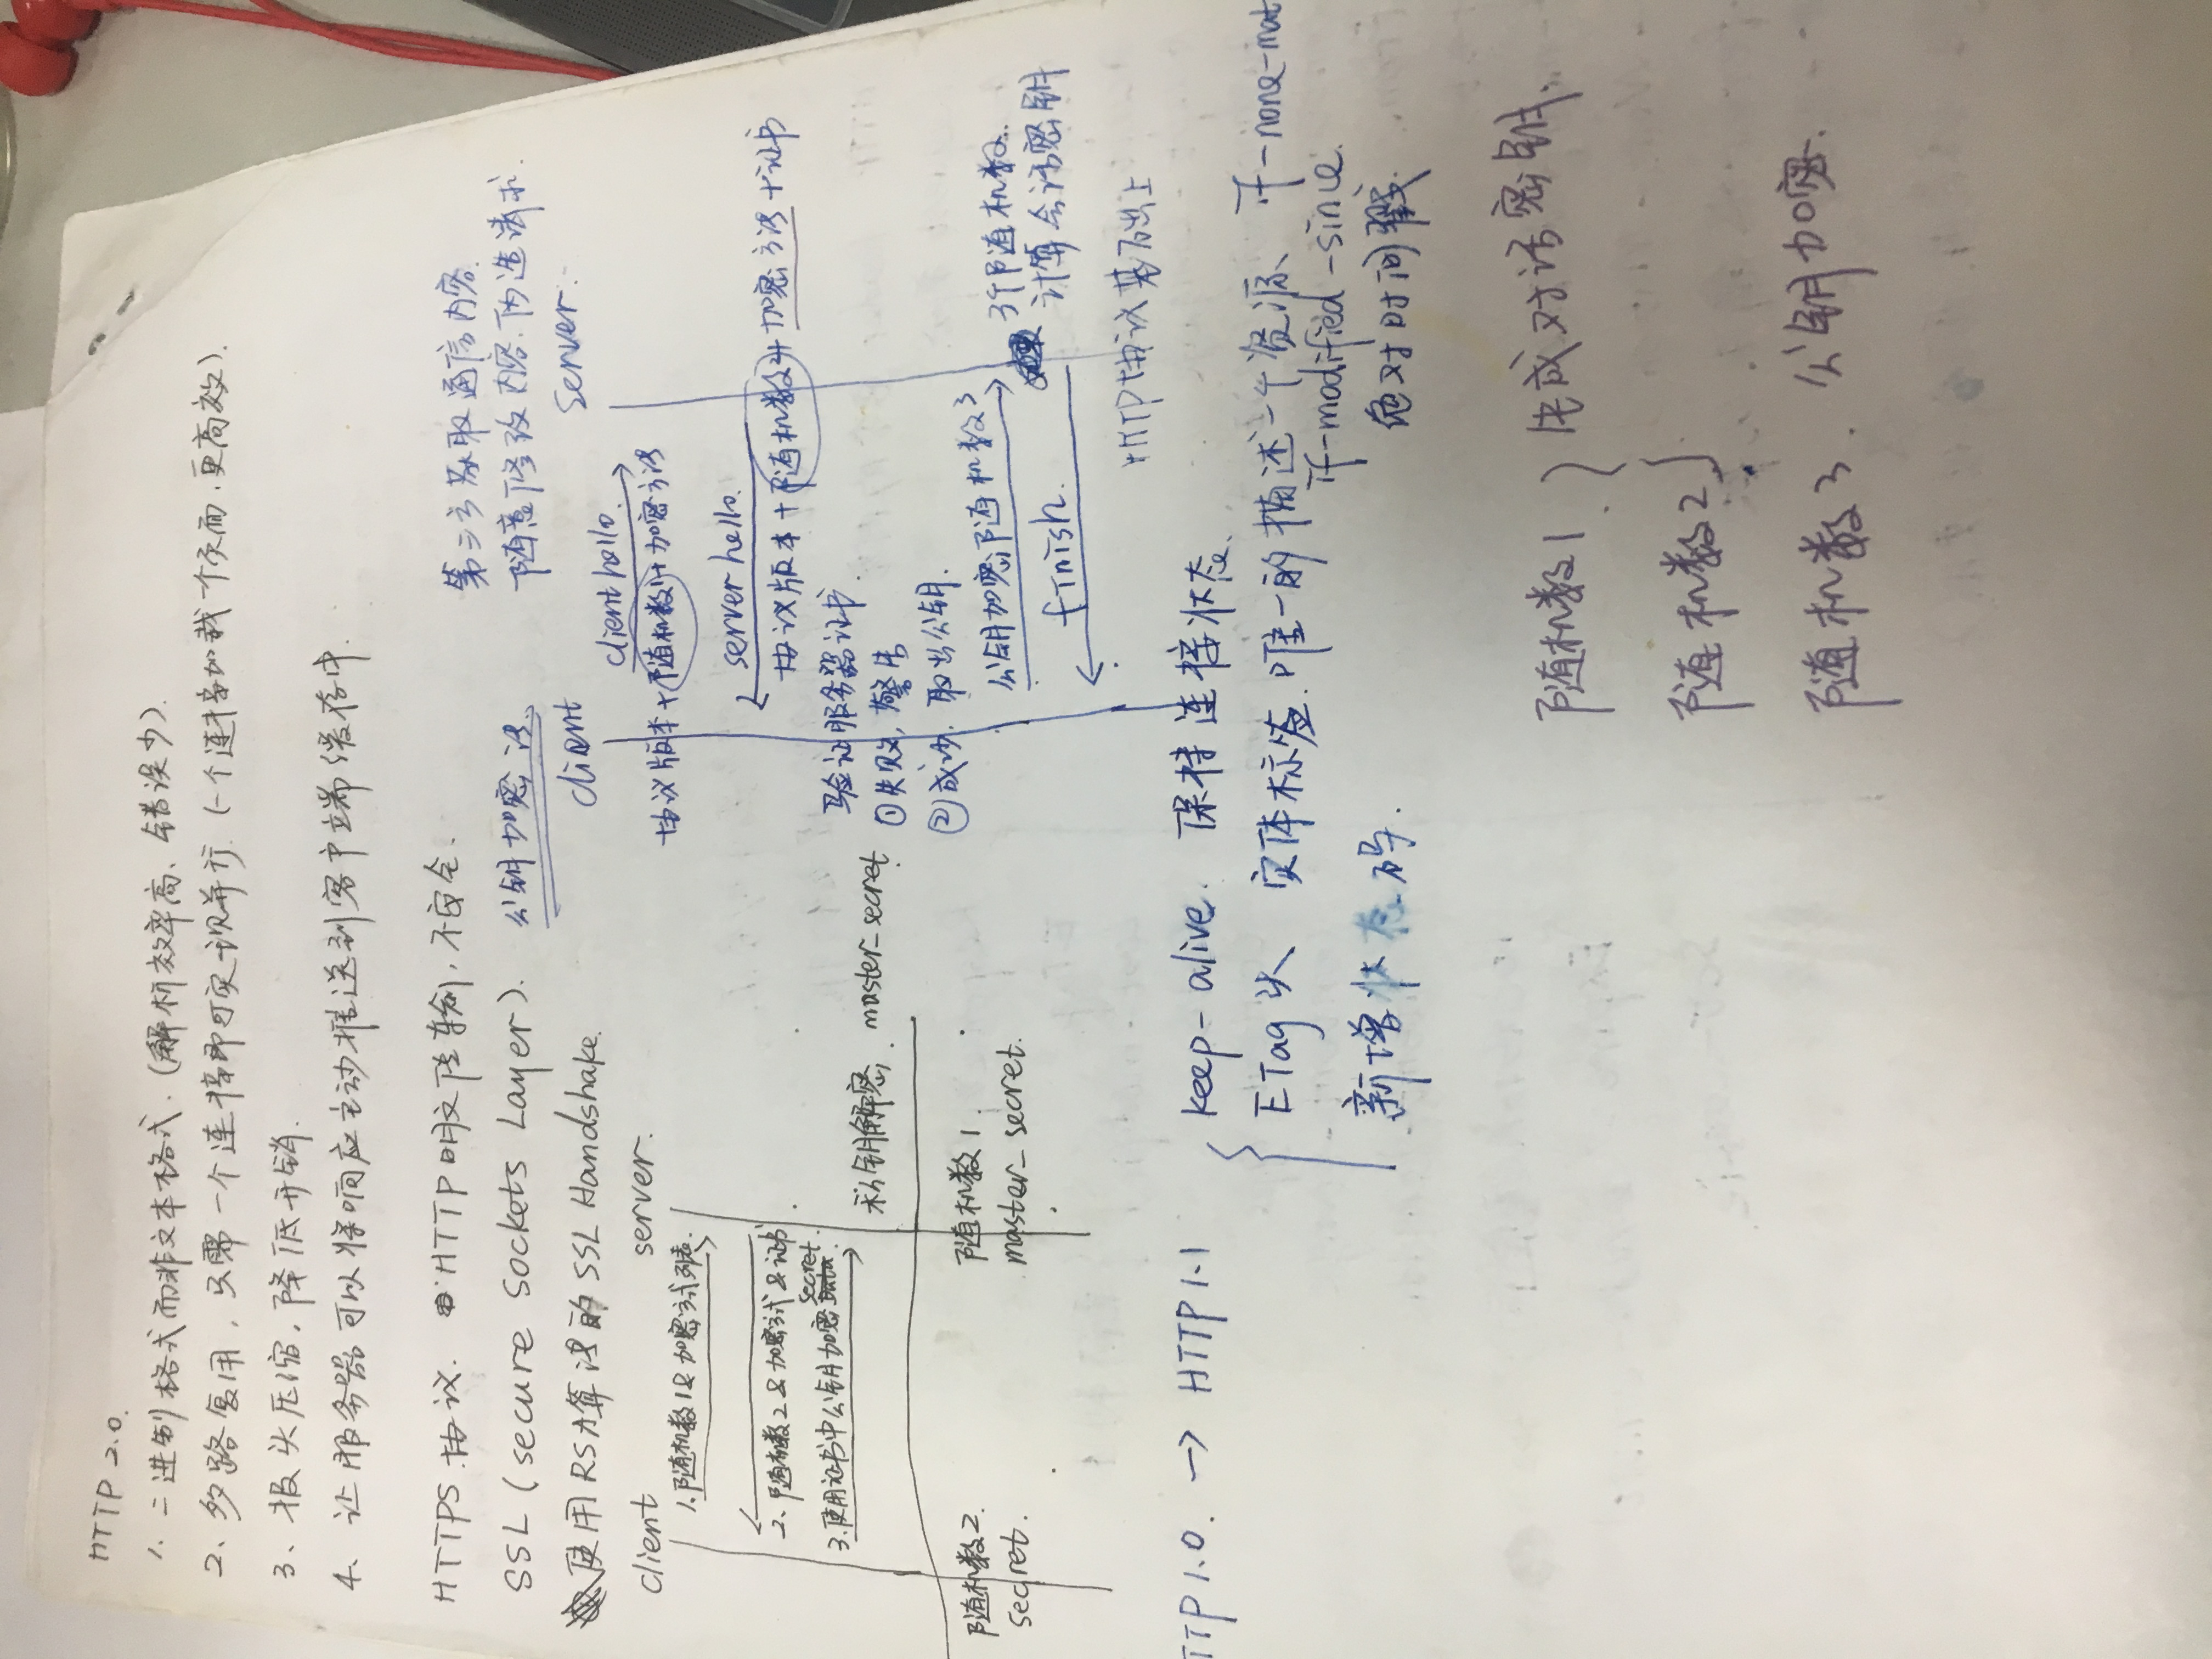 HTTP 2.0.
1、二进制格式而非文本格式.(解析效率高、错误少).
2、多路复用,只需一个连接即可实现并行.(一个连接加载一个页面,更高效).
3、报头压缩,降低开销.
4、让服务器可以将响应主动推送到客户端缓存中.
HTTPS 协议. HTTP明文传输,不安全.
第三方获取通信内容.
随意修改内容.伪造请求.
SSL (secure Sockets Layer). 公钥加密法
使用RSA算法的 SSL Handshake.
client server.
1.随机数1&加密方式列表.
2.随机数2&加密方式&证书
secret.
3.使用证书中公钥加密
私钥解密. master_secret
随机数2. 随机数1.
secret. master_secret.
client server.
client hello.
协议版本+随机数1+加密方法
server hello.
协议版本+随机数2+加密方法+证书
验证服务器证书.
①失败,警告
②成功.取出公钥.
公钥加密随机数3
3个随机数.
计算会话密钥
finish.
HTTP协议基础上
TTP 1.0. → HTTP 1.1
keep-alive. 保持连接状态.
ETag头 实体标签.唯一的描述一个资源、if-none-mat
if-modified-since.
新增状态码.
绝对时间戳.
随机数1 生成对话密钥.
随机数2
随机数3. 公钥加密.